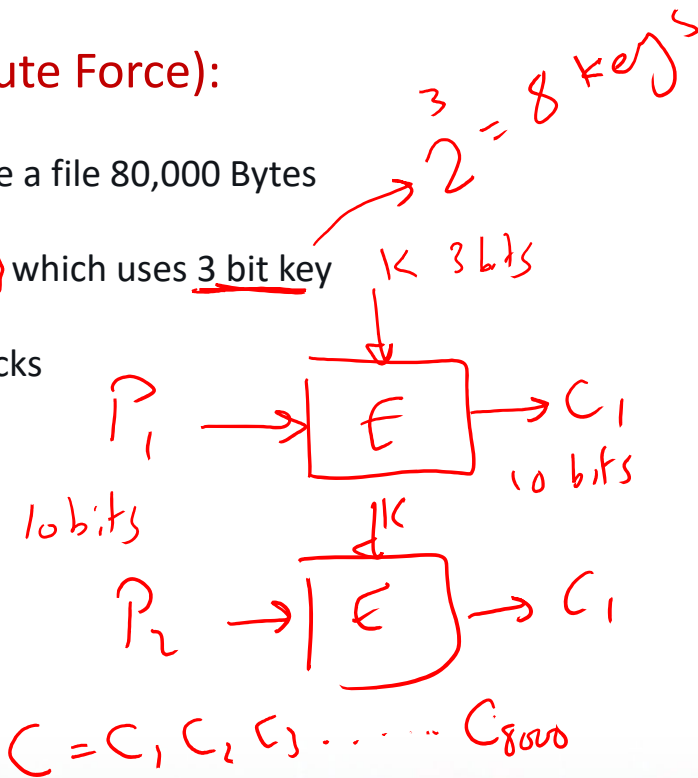 ute Force):
2^3 = 8 keys
e a file 80,000 Bytes
) which uses 3 bit key
K 3 bits
cks
P1 → E → C1
10 bits
10 bits
K
P2 → E → C1
C = C1 C2 C3 ...... C8000